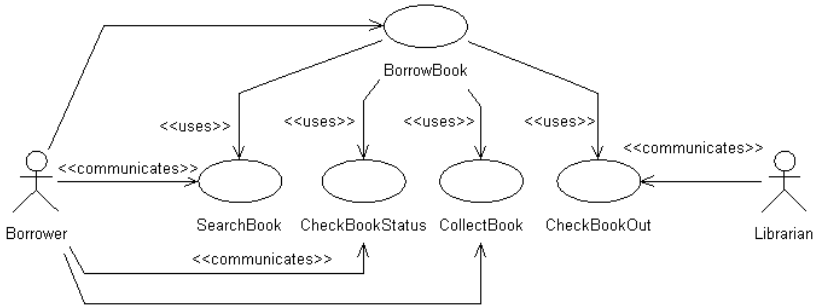 BorrowBook
<<uses>>
<<uses>>
<<uses>>
<<uses>>
<<communicates>>
<<communicates>>
SearchBook
CheckBookStatus
CollectBook
CheckBookOut
Borrower
Librarian
<<communicates>>